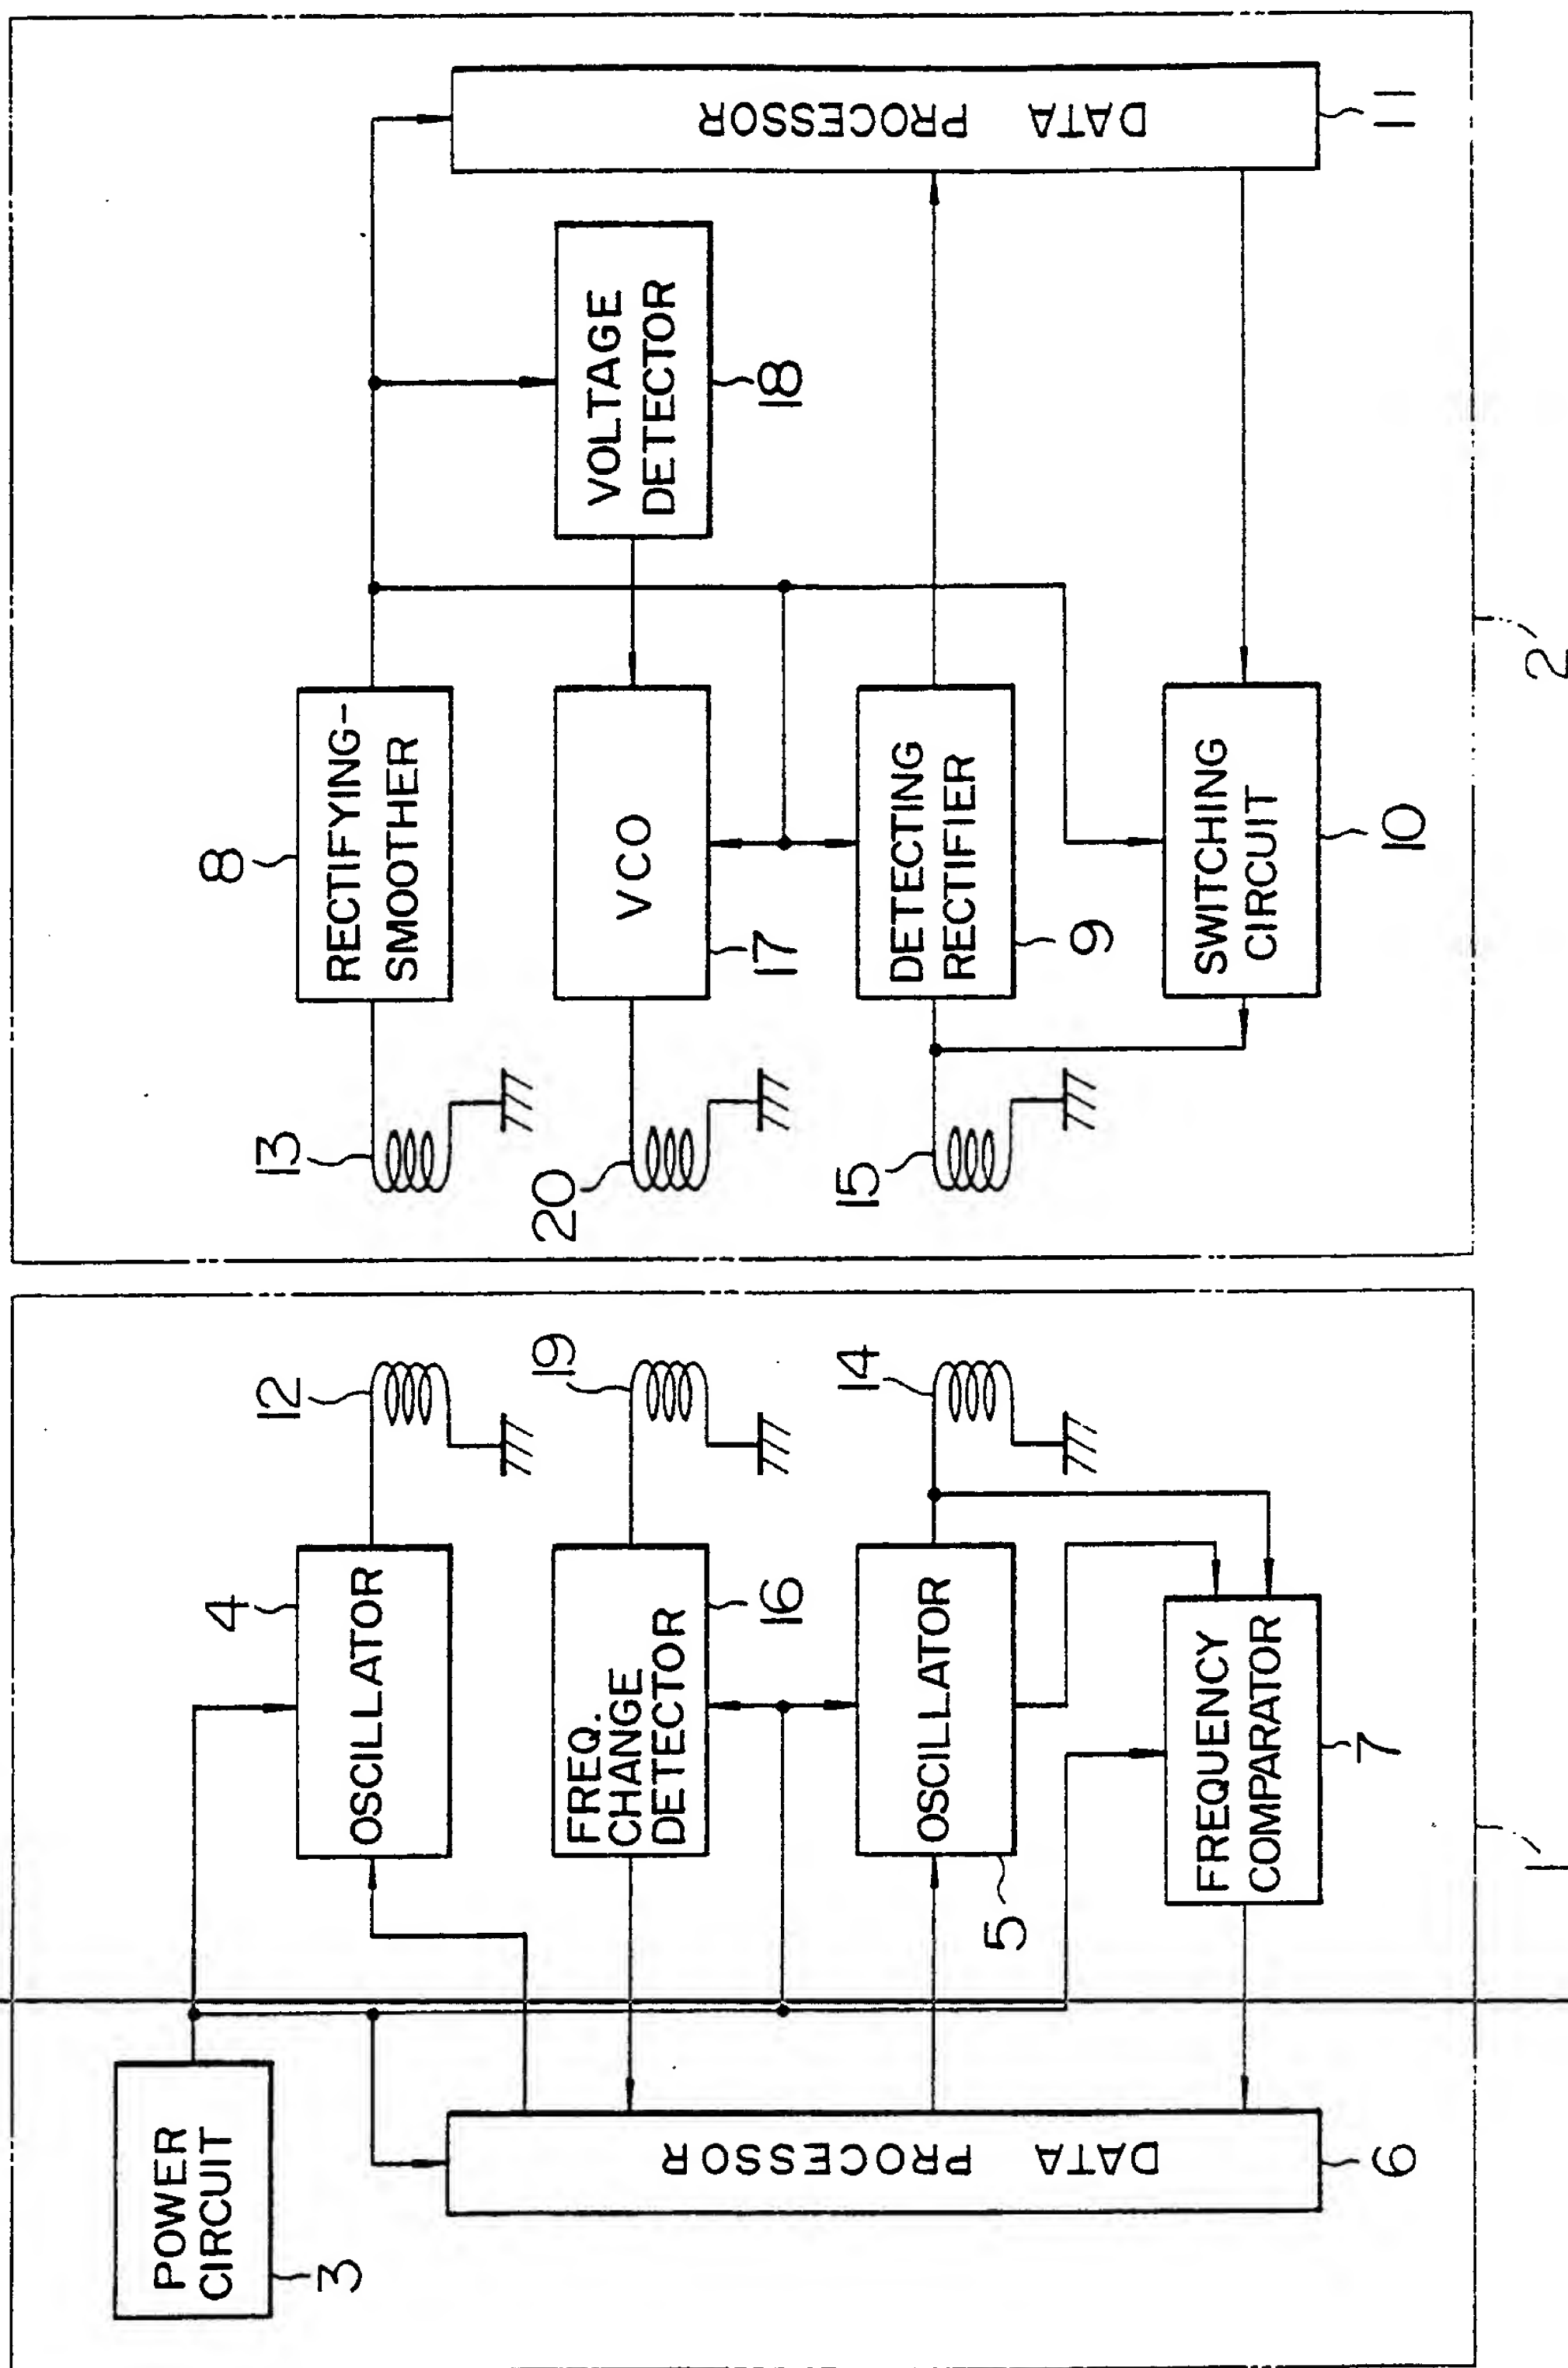 POWER
CIRCUIT
3
4
OSCILLATOR
12
8
RECTIFYING-
SMOOTHER
13
FREQ.
CHANGE
DETECTOR
16
19
VCO
17
20
VOLTAGE
DETECTOR
18
DATA PROCESSOR
6
OSCILLATOR
5
14
15
DETECTING
RECTIFIER
9
DATA PROCESSOR
11
FREQUENCY
COMPARATOR
7
SWITCHING
CIRCUIT
10
1
2